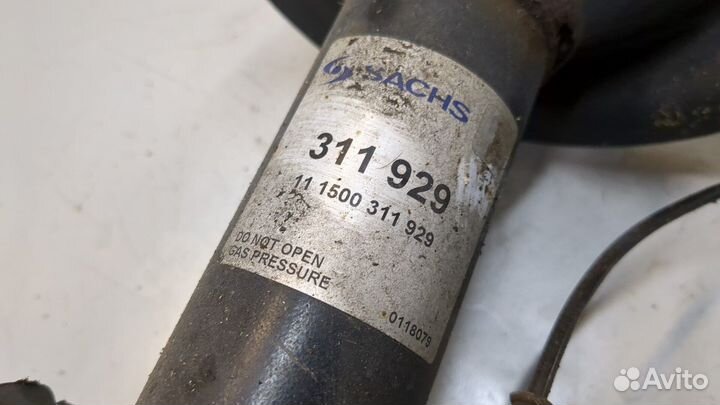 SACHS
311 929
11 1500 311 929
DO NOT OPEN
GAS PRESSURE
0118079
Avito